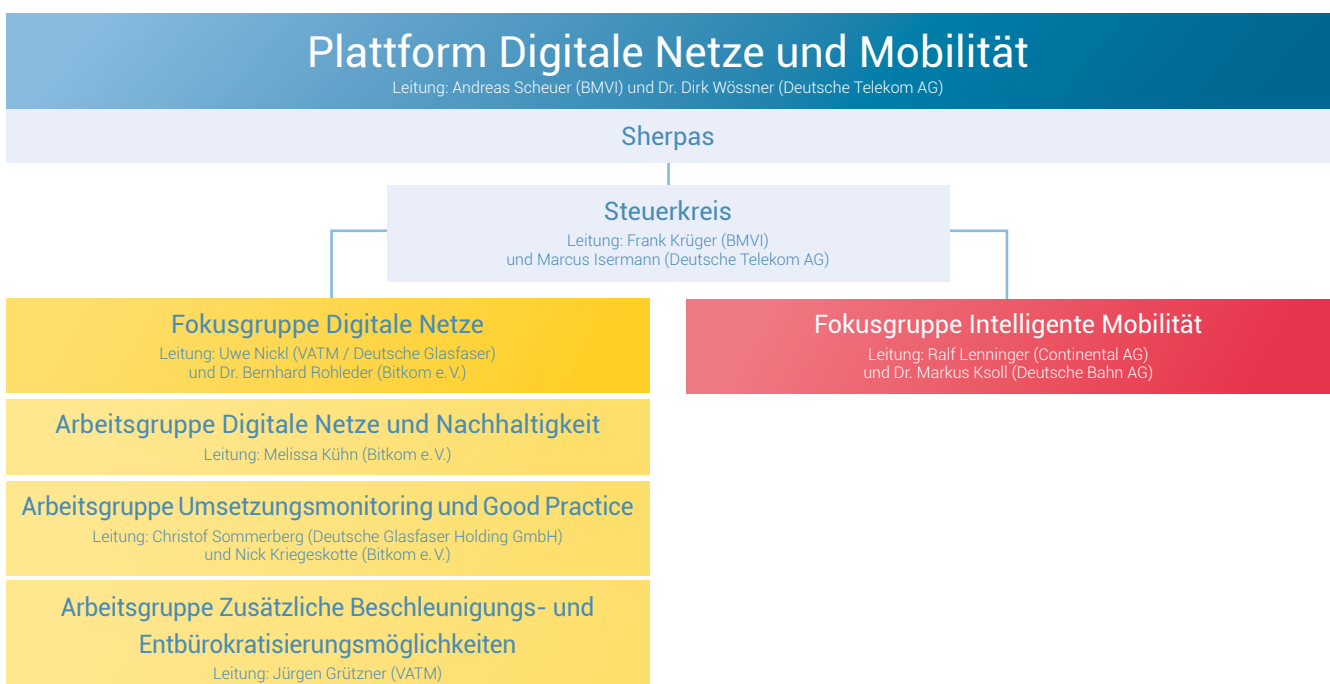 Plattform Digitale Netze und Mobilität
Leitung: Andreas Scheuer (BMVI) und Dr. Dirk Wössner (Deutsche Telekom AG)
Sherpas
Steuerkreis
Leitung: Frank Krüger (BMVI)
und Marcus Isermann (Deutsche Telekom AG)
Fokusgruppe Digitale Netze
Leitung: Uwe Nickl (VATM / Deutsche Glasfaser)
und Dr. Bernhard Rohleder (Bitkom e. V.)
Arbeitsgruppe Digitale Netze und Nachhaltigkeit
Leitung: Melissa Kühn (Bitkom e. V.)
Arbeitsgruppe Umsetzungsmonitoring und Good Practice
Leitung: Christof Sommerberg (Deutsche Glasfaser Holding GmbH)
und Nick Kriegeskotte (Bitkom e. V.)
Arbeitsgruppe Zusätzliche Beschleunigungs- und
Entbürokratisierungsmöglichkeiten
Leitung: Jürgen Grützner (VATM)
Fokusgruppe Intelligente Mobilität
Leitung: Ralf Lenninger (Continental AG)
und Dr. Markus Ksoll (Deutsche Bahn AG)